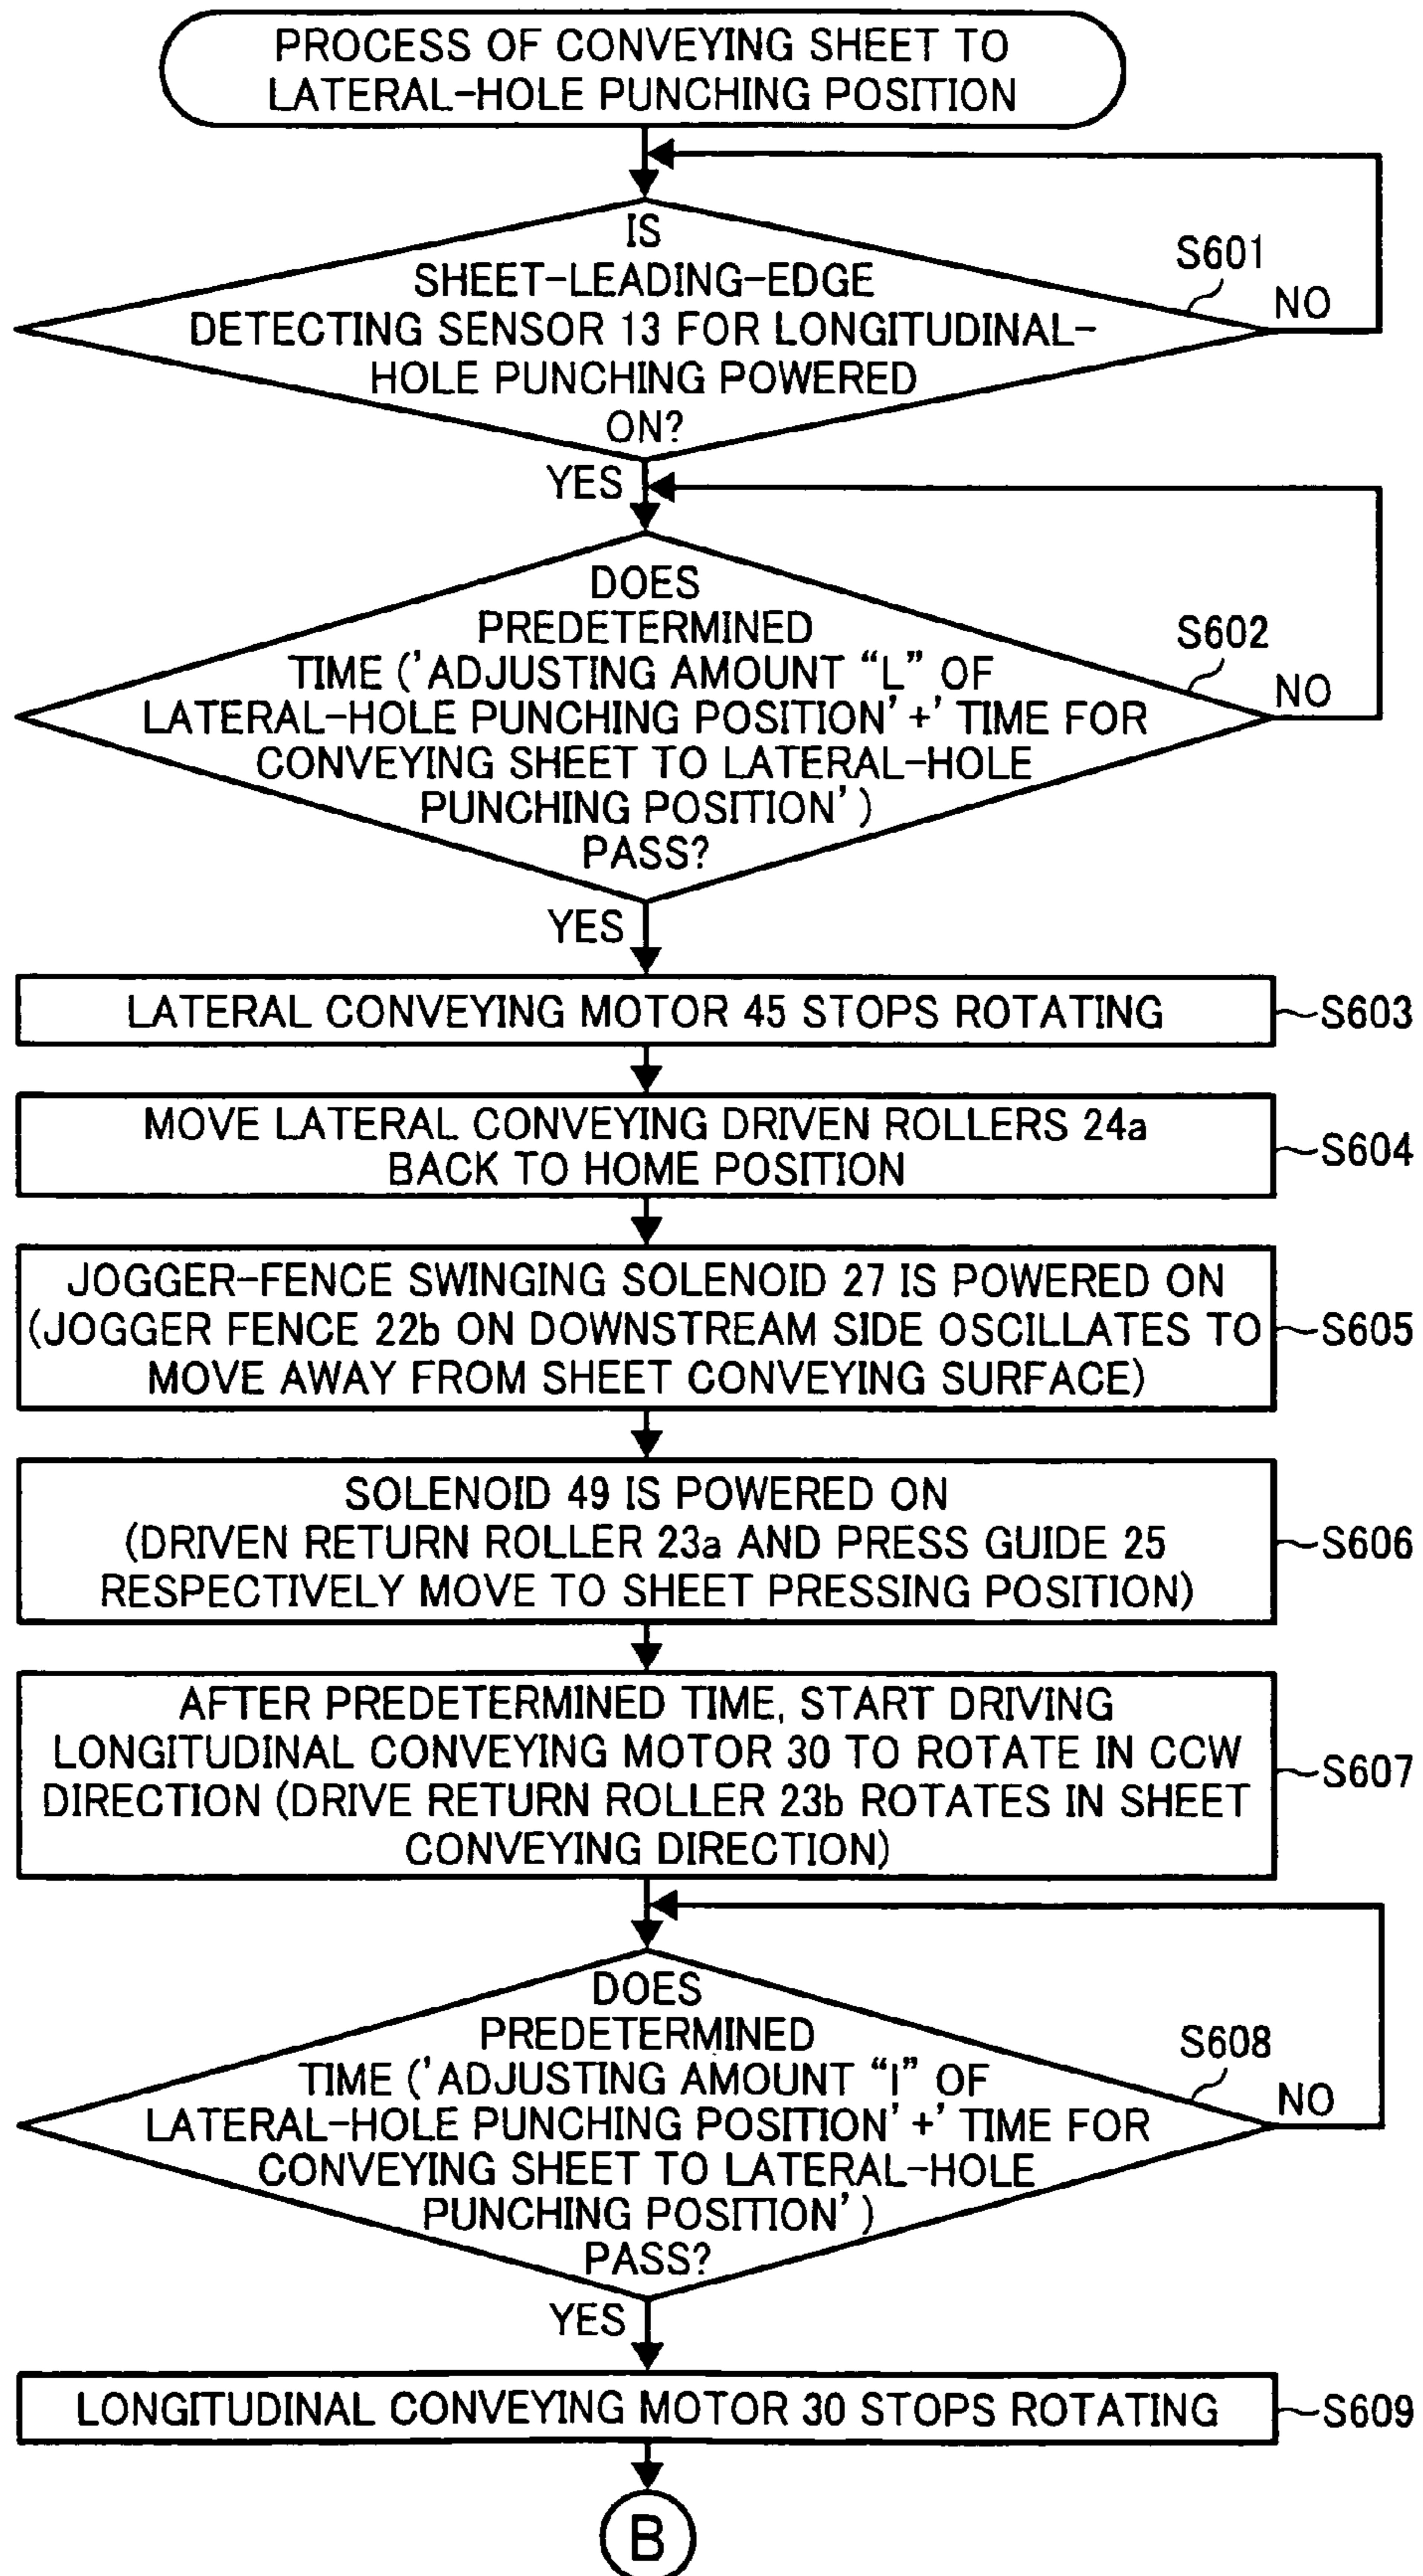 PROCESS OF CONVEYING SHEET TO
LATERAL-HOLE PUNCHING POSITION
IS
SHEET-LEADING-EDGE
DETECTING SENSOR 13 FOR LONGITUDINAL-
HOLE PUNCHING POWERED
ON?
S601
NO
YES
DOES
PREDETERMINED
TIME ('ADJUSTING AMOUNT “L” OF
LATERAL-HOLE PUNCHING POSITION' +' TIME FOR
CONVEYING SHEET TO LATERAL-HOLE
PUNCHING POSITION' )
PASS?
S602
NO
YES
LATERAL CONVEYING MOTOR 45 STOPS ROTATING
S603
MOVE LATERAL CONVEYING DRIVEN ROLLERS 24a
BACK TO HOME POSITION
S604
JOGGER-FENCE SWINGING SOLENOID 27 IS POWERED ON
(JOGGER FENCE 22b ON DOWNSTREAM SIDE OSCILLATES TO
MOVE AWAY FROM SHEET CONVEYING SURFACE)
S605
SOLENOID 49 IS POWERED ON
(DRIVEN RETURN ROLLER 23a AND PRESS GUIDE 25
RESPECTIVELY MOVE TO SHEET PRESSING POSITION)
S606
AFTER PREDETERMINED TIME, START DRIVING
LONGITUDINAL CONVEYING MOTOR 30 TO ROTATE IN CCW
DIRECTION (DRIVE RETURN ROLLER 23b ROTATES IN SHEET
CONVEYING DIRECTION)
S607
DOES
PREDETERMINED
TIME ('ADJUSTING AMOUNT “l” OF
LATERAL-HOLE PUNCHING POSITION' +' TIME FOR
CONVEYING SHEET TO LATERAL-HOLE
PUNCHING POSITION' )
PASS?
S608
NO
YES
LONGITUDINAL CONVEYING MOTOR 30 STOPS ROTATING
S609
B